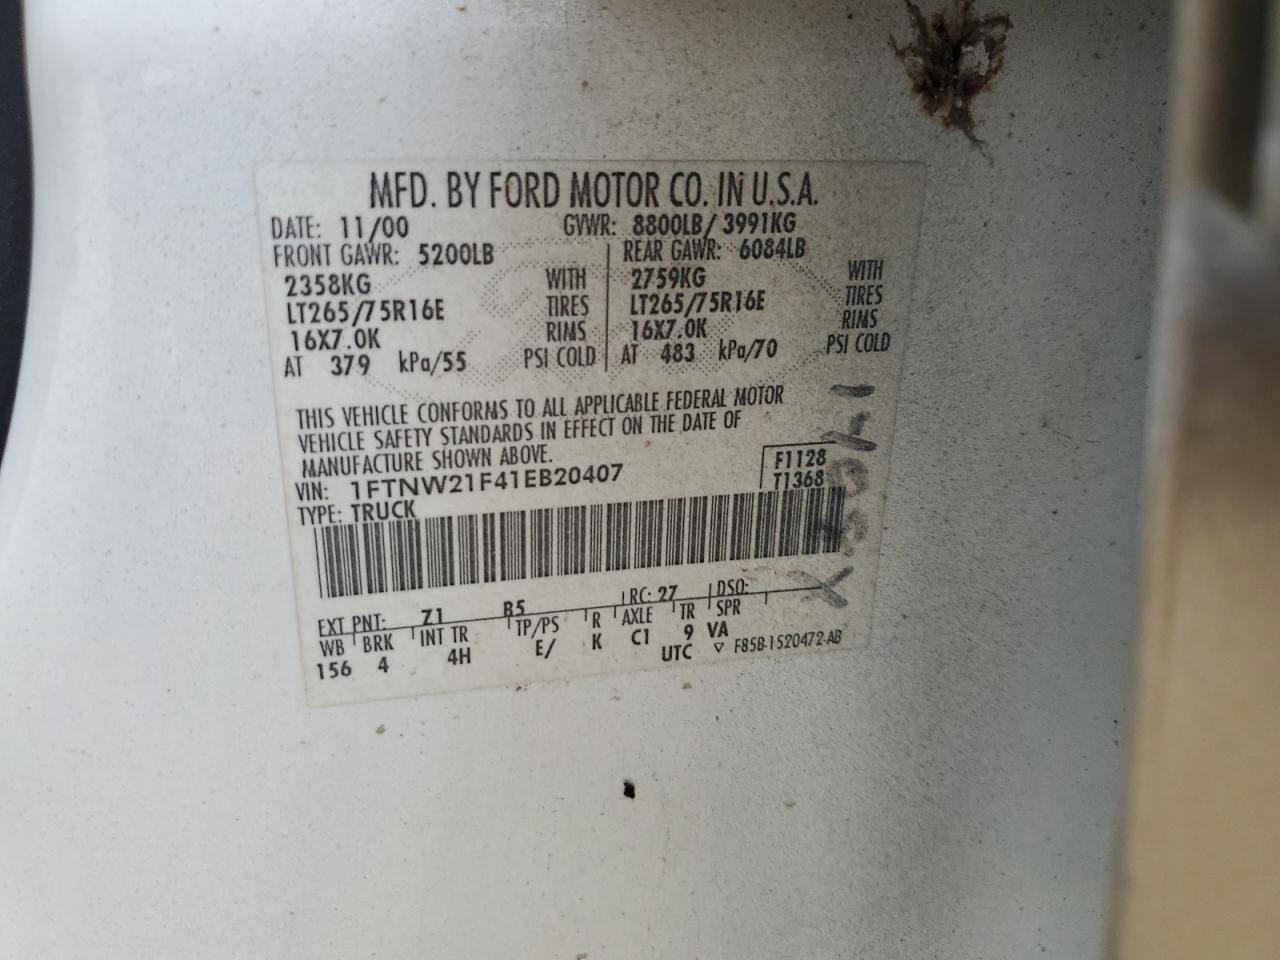 MFD. BY FORD MOTOR CO. IN U.S.A.
DATE: 11/00 GVWR: 8800LB/ 3991KG
FRONT GAWR: 5200LB REAR GAWR: 6084LB
2358KG WITH 2759KG WITH
LT265/75R16E TIRES LT265/75R16E TIRES
16X7.0K RIMS 16X7.0K RIMS
AT 379 kPa/55 PSI COLD AT 483 kPa/70 PSI COLD
THIS VEHICLE CONFORMS TO ALL APPLICABLE FEDERAL MOTOR
VEHICLE SAFETY STANDARDS IN EFFECT ON THE DATE OF
MANUFACTURE SHOWN ABOVE.
VIN: 1FTNW21F41EB20407 F1128
TYPE: TRUCK T1368
EXT PNT: Z1 B5 RC: 27 DSO:
WB BRK INT TR TP/PS R AXLE TR SPR
156 4 4H E/ K C1 9 VA
UTC ▽ F85B-1520472-AB